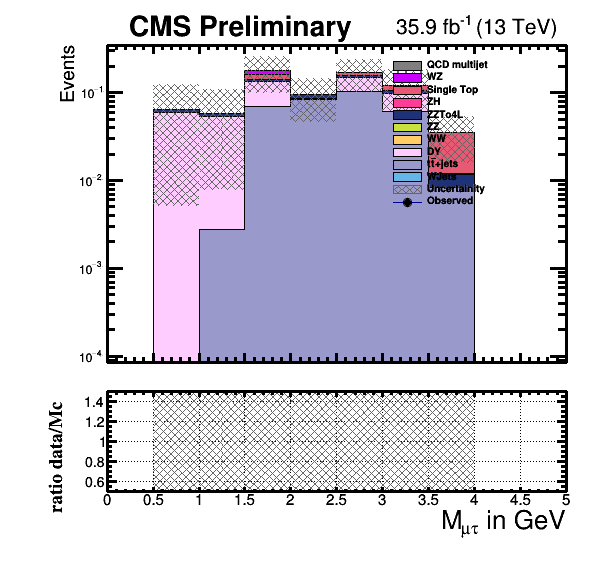 CMS Preliminary
35.9 fb⁻¹ (13 TeV)
Events
10⁻¹
10⁻²
10⁻³
10⁻⁴
QCD multijet
WZ
Single Top
ZH
ZZTo4L
ZZ
WW
DY
tt̄+jets
WJets
Uncertainity
Observed
ratio data/Mc
1.4
1.2
1
0.8
0.6
0 0.5 1 1.5 2 2.5 3 3.5 4 4.5 5
M_μτ in GeV